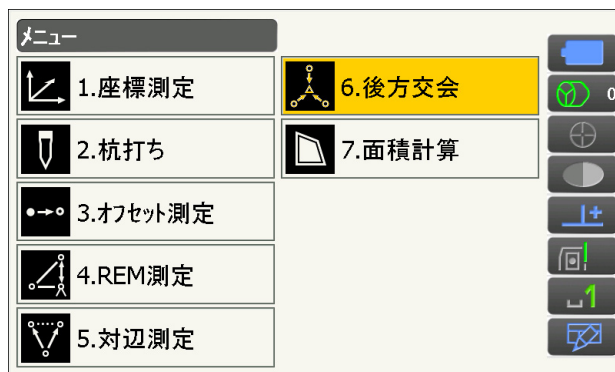 メニュー
1.座標測定
2.杭打ち
3.オフセット測定
4.REM測定
5.対辺測定
6.後方交会
7.面積計算
0
1